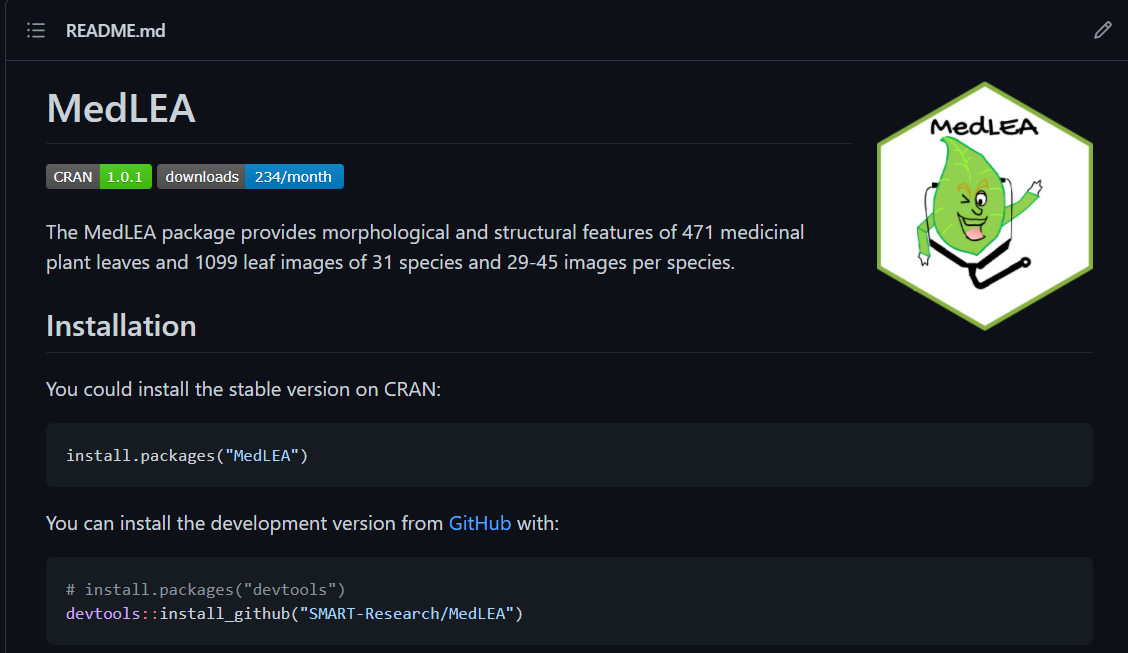 README.md
MedLEA
MedLEA
CRAN 1.0.1 downloads 234/month
The MedLEA package provides morphological and structural features of 471 medicinal
plant leaves and 1099 leaf images of 31 species and 29-45 images per species.
Installation
You could install the stable version on CRAN:
install.packages("MedLEA")
You can install the development version from GitHub with:
# install.packages("devtools")
devtools::install_github("SMART-Research/MedLEA")